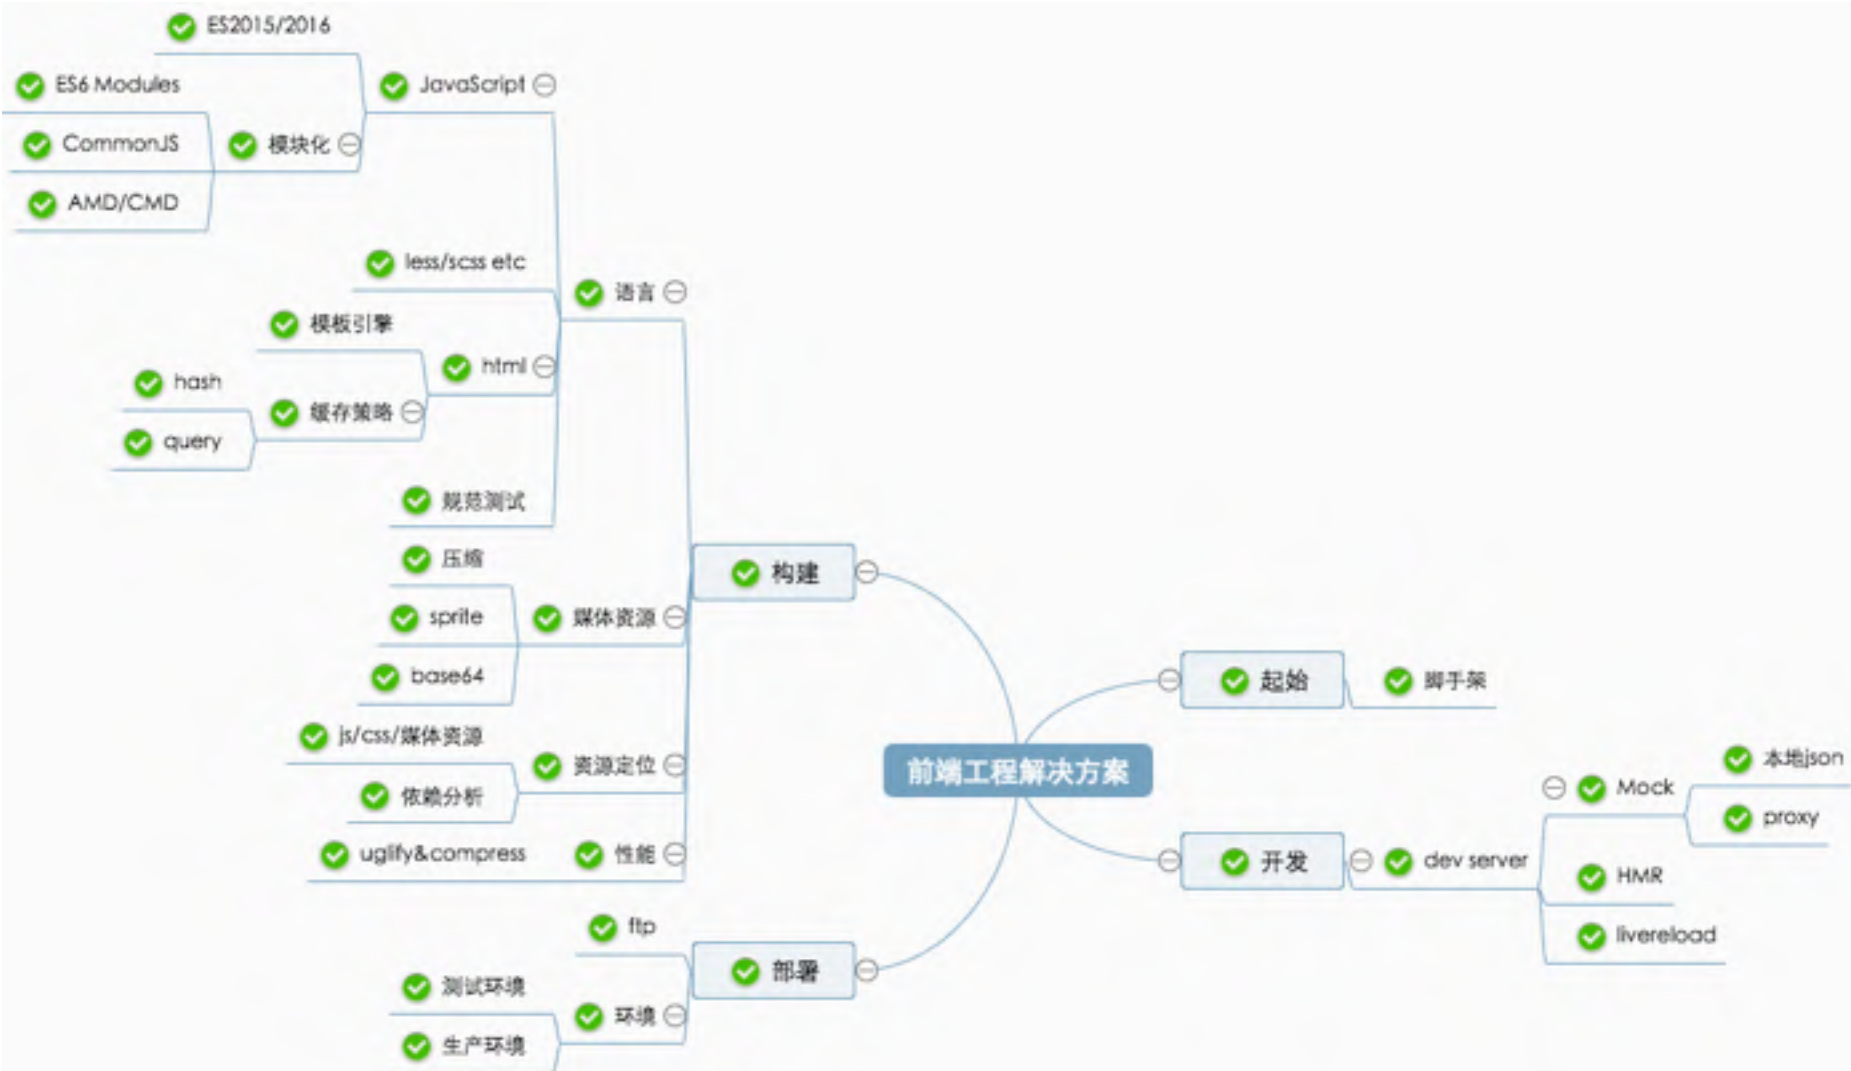 ES2015/2016
ES6 Modules
JavaScript
CommonJS
模块化
AMD/CMD
less/scss etc
语言
模板引擎
html
hash
缓存策略
query
规范测试
压缩
构建
sprite
媒体资源
base64
起始
脚手架
js/css/媒体资源
资源定位
依赖分析
前端工程解决方案
本地json
Mock
proxy
uglify&compress
性能
开发
dev server
HMR
ftp
livereload
部署
测试环境
环境
生产环境